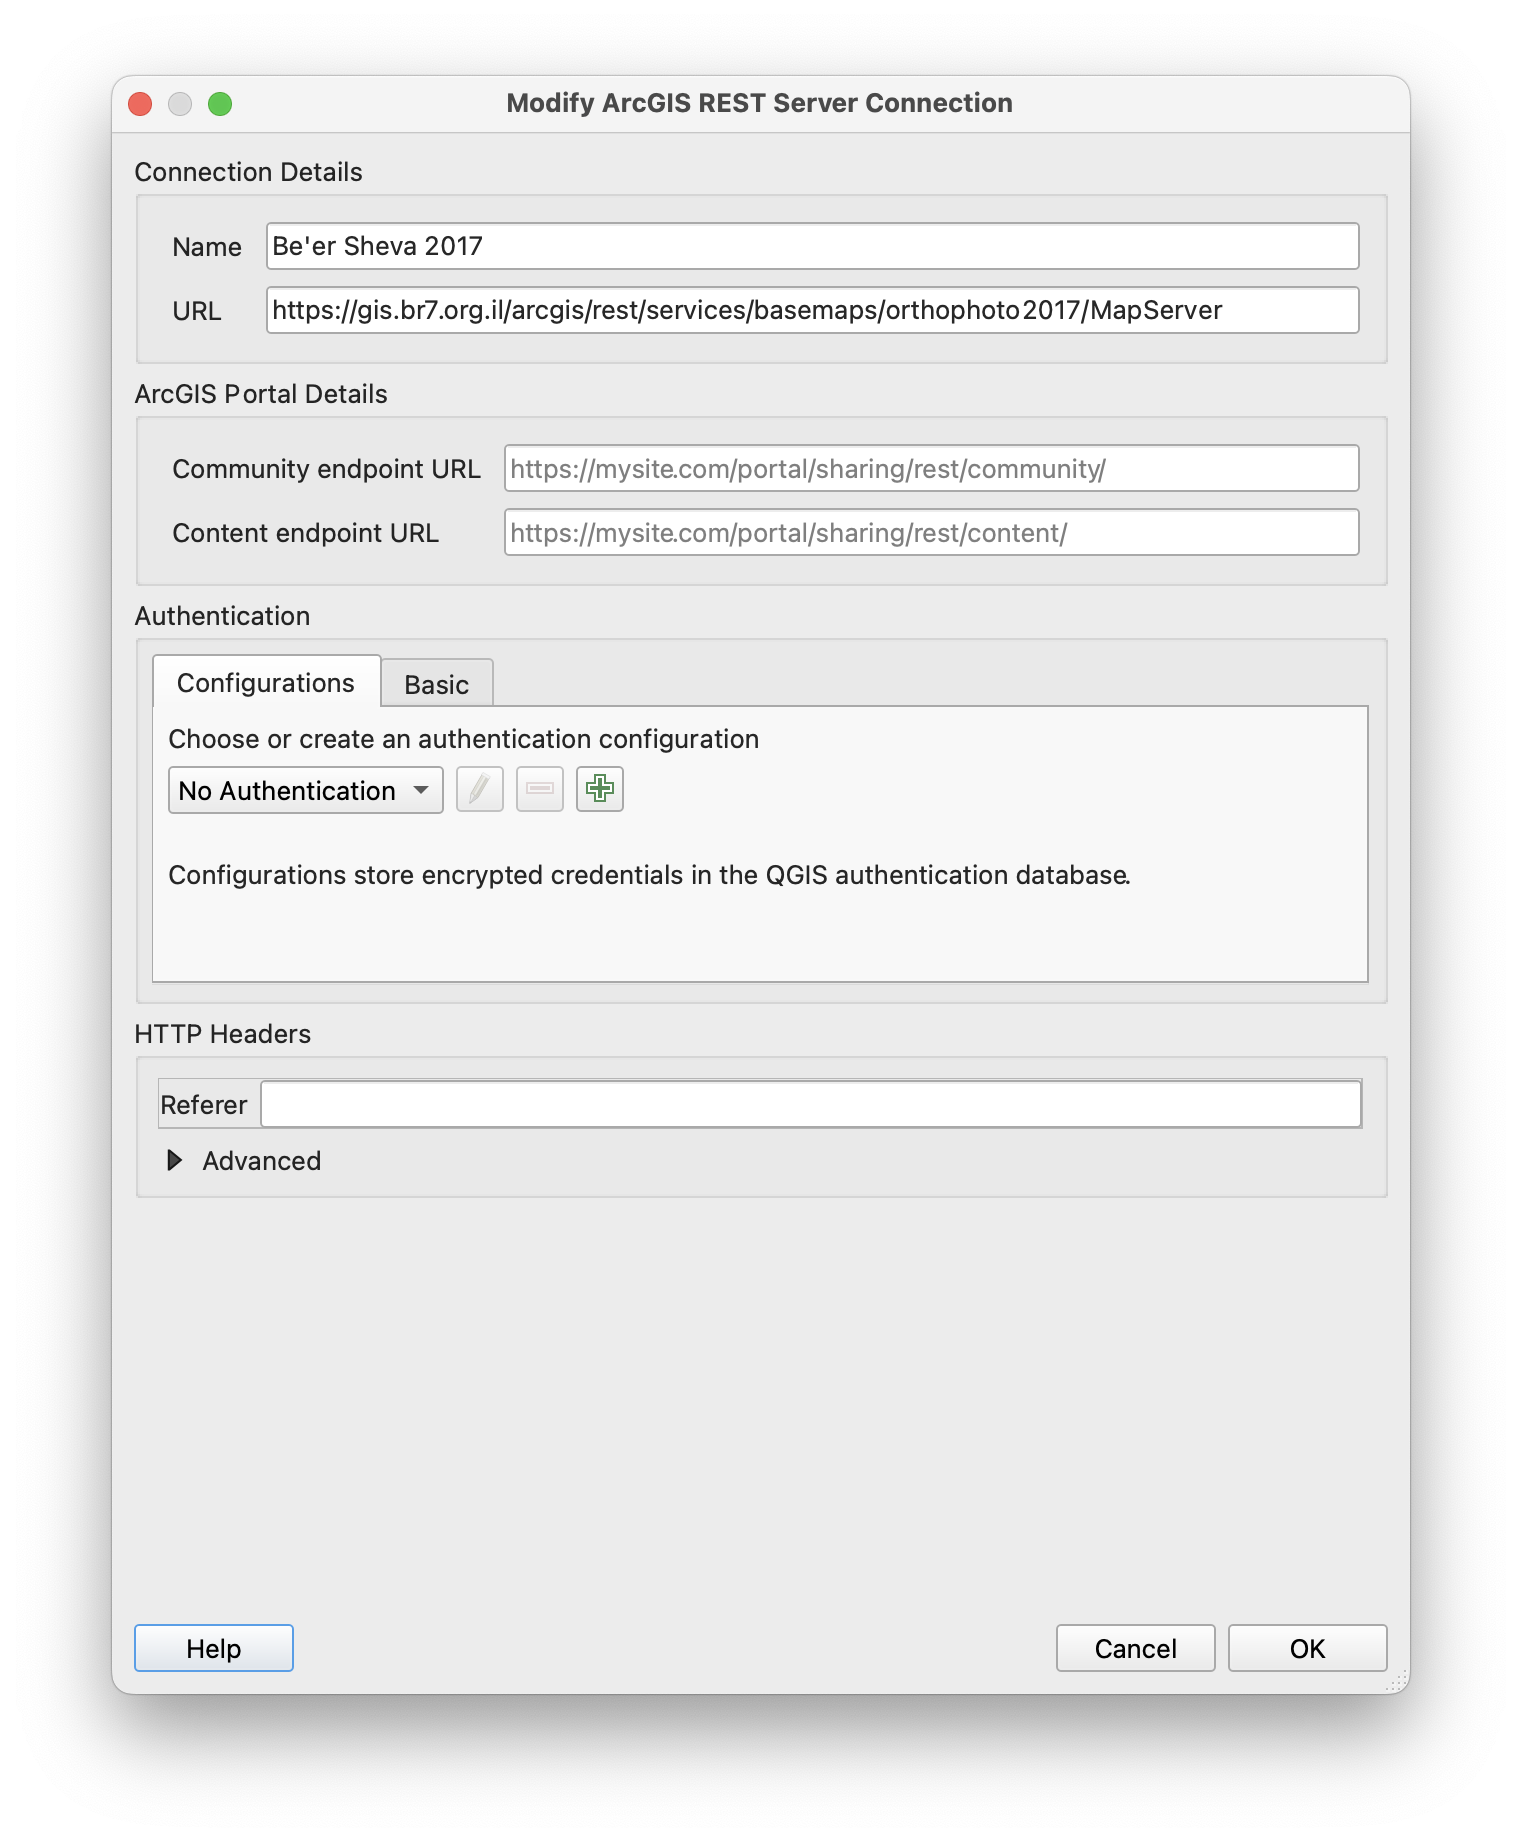 Modify ArcGIS REST Server Connection
Connection Details
Name Be'er Sheva 2017
URL https://gis.br7.org.il/arcgis/rest/services/basemaps/orthophoto2017/MapServer
ArcGIS Portal Details
Community endpoint URL https://mysite.com/portal/sharing/rest/community/
Content endpoint URL https://mysite.com/portal/sharing/rest/content/
Authentication
Configurations Basic
Choose or create an authentication configuration
No Authentication
Configurations store encrypted credentials in the QGIS authentication database.
HTTP Headers
Referer
Advanced
Help Cancel OK